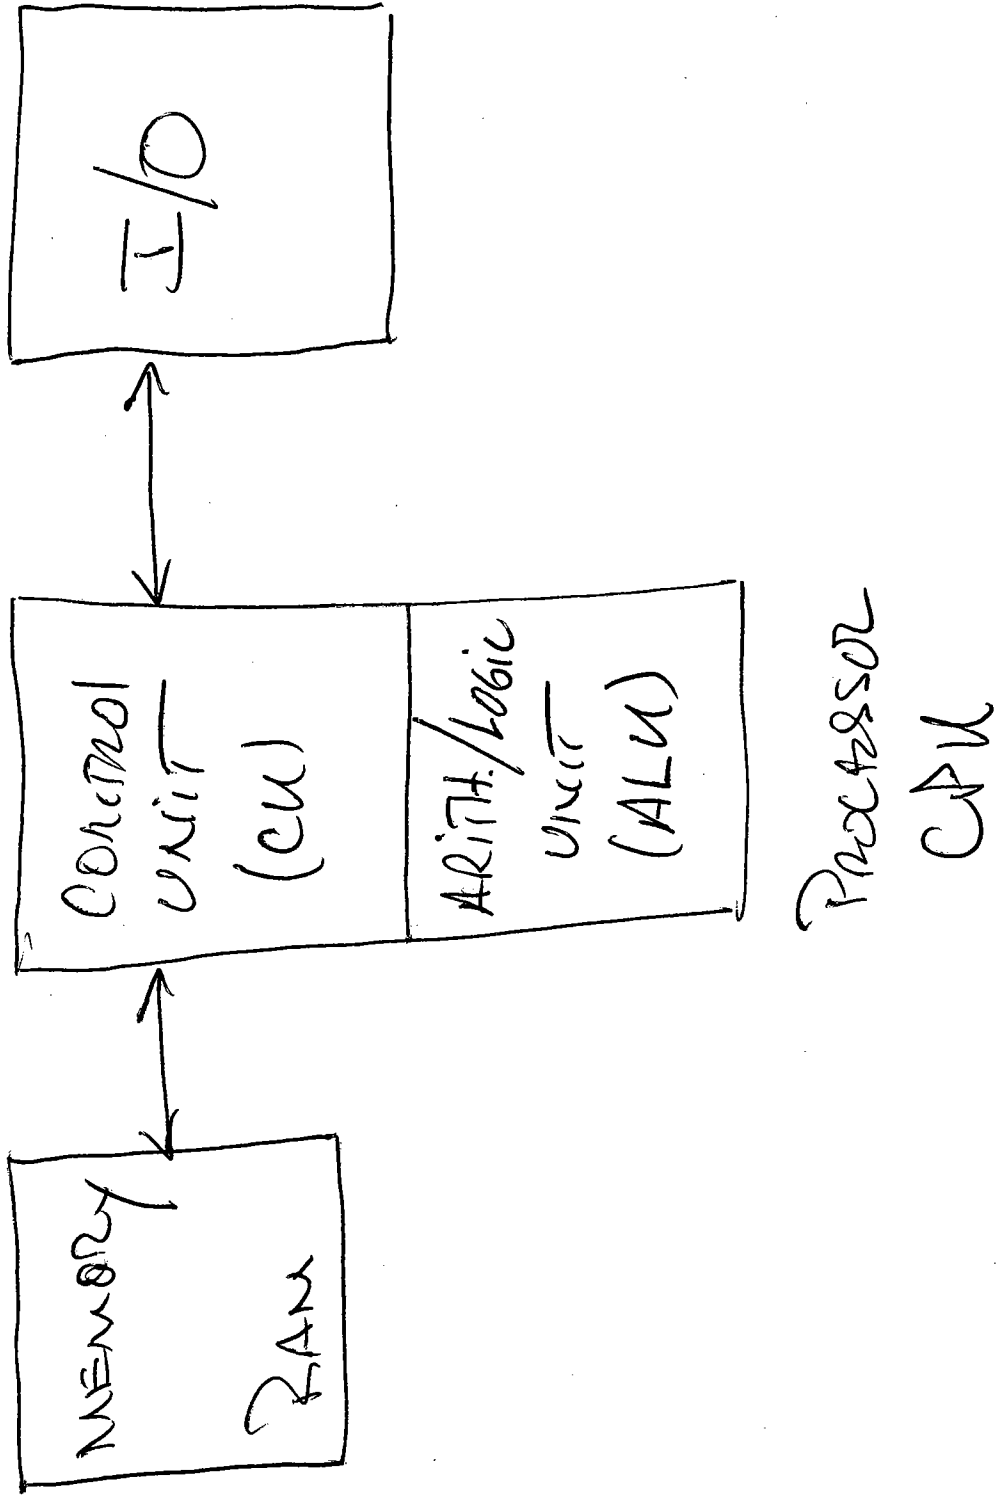 MEMORY
RAM
CONTROL
UNIT
(CU)
ARITH./LOGIC
UNIT
(ALU)
PROCESSOR
CPU
I/O